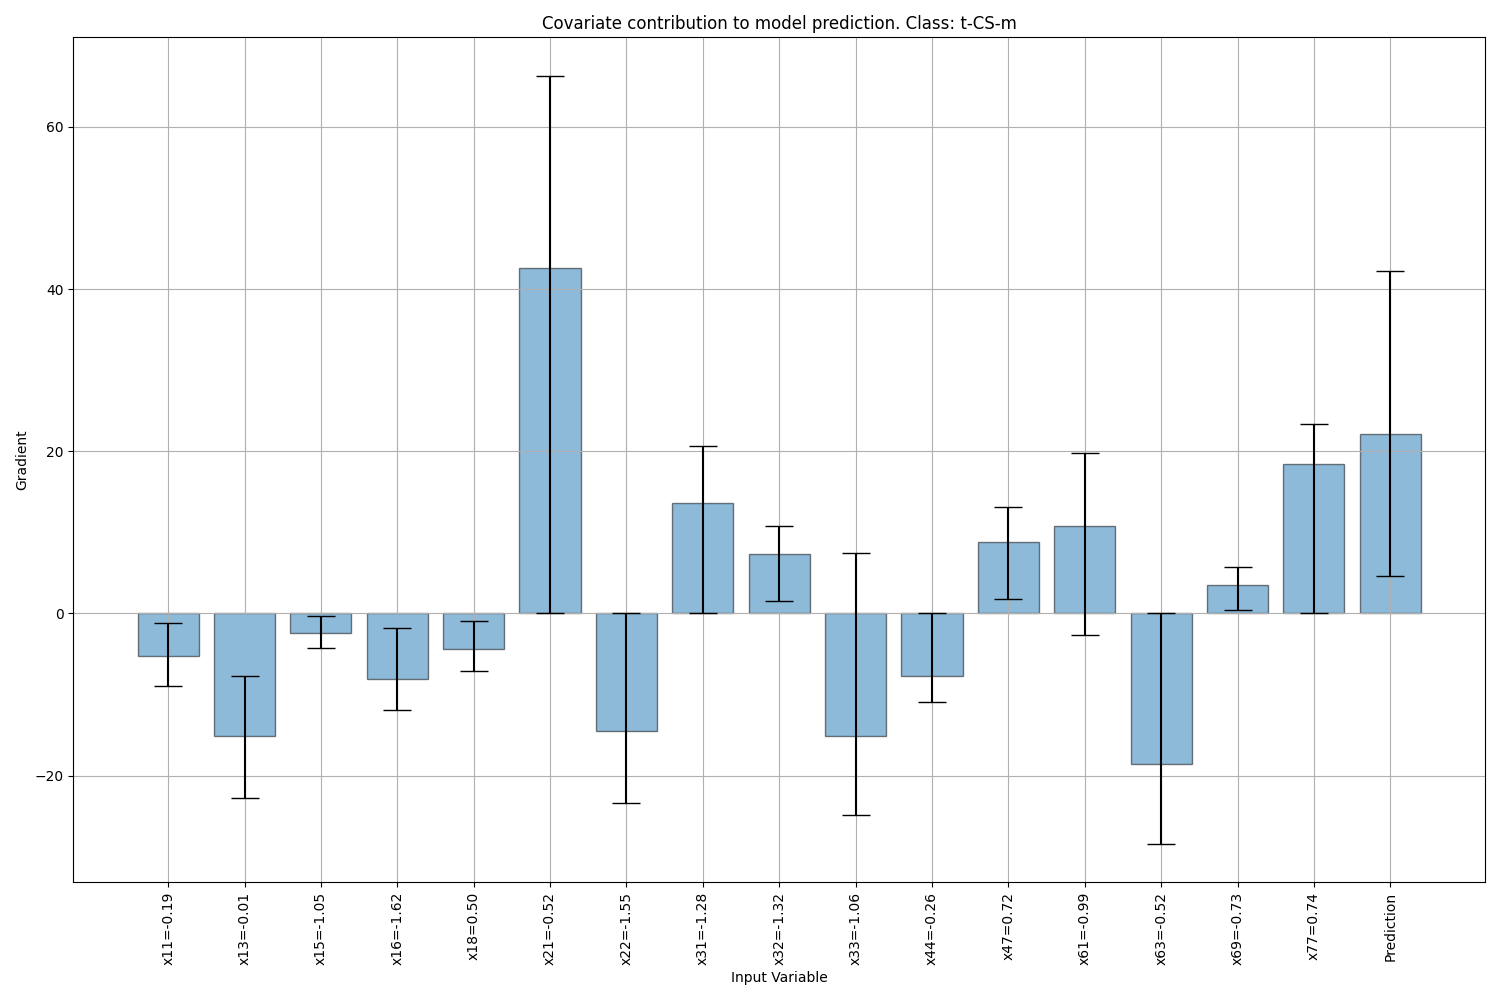 Covariate contribution to model prediction. Class: t-CS-m
Gradient
60
40
20
0
−20
x11=-0.19
x13=-0.01
x15=-1.05
x16=-1.62
x18=0.50
x21=-0.52
x22=-1.55
x31=-1.28
x32=-1.32
x33=-1.06
x44=-0.26
x47=0.72
x61=-0.99
x63=-0.52
x69=-0.73
x77=0.74
Prediction
Input Variable